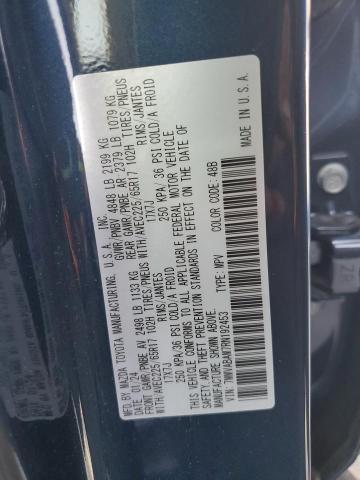 MFD. BY MAZDA TOYOTA MANUFACTURING, U.S.A., INC.
DATE: 01/24 GVWR/PNBV 4848 LB 2199 KG
FRONT GAWR/PNBE AV 2498 LB 1133 KG REAR GAWR/PNBE AR 2379 LB 1079 KG
WITH/AVEC225/65R17 102H TIRES/PNEUS WITH/AVEC225/65R17 102H TIRES/PNEUS
17X7J RIMS/JANTES 17X7J RIMS/JANTES
250 KPA/ 36 PSI COLD/A FROID 250 KPA/ 36 PSI COLD/A FROID
THIS VEHICLE CONFORMS TO ALL APPLICABLE FEDERAL MOTOR VEHICLE
SAFETY AND THEFT PREVENTION STANDARDS IN EFFECT ON THE DATE OF
MANUFACTURE SHOWN ABOVE.
VIN: TYPE: MPV COLOR CODE: 48B
MADE IN U.S.A.